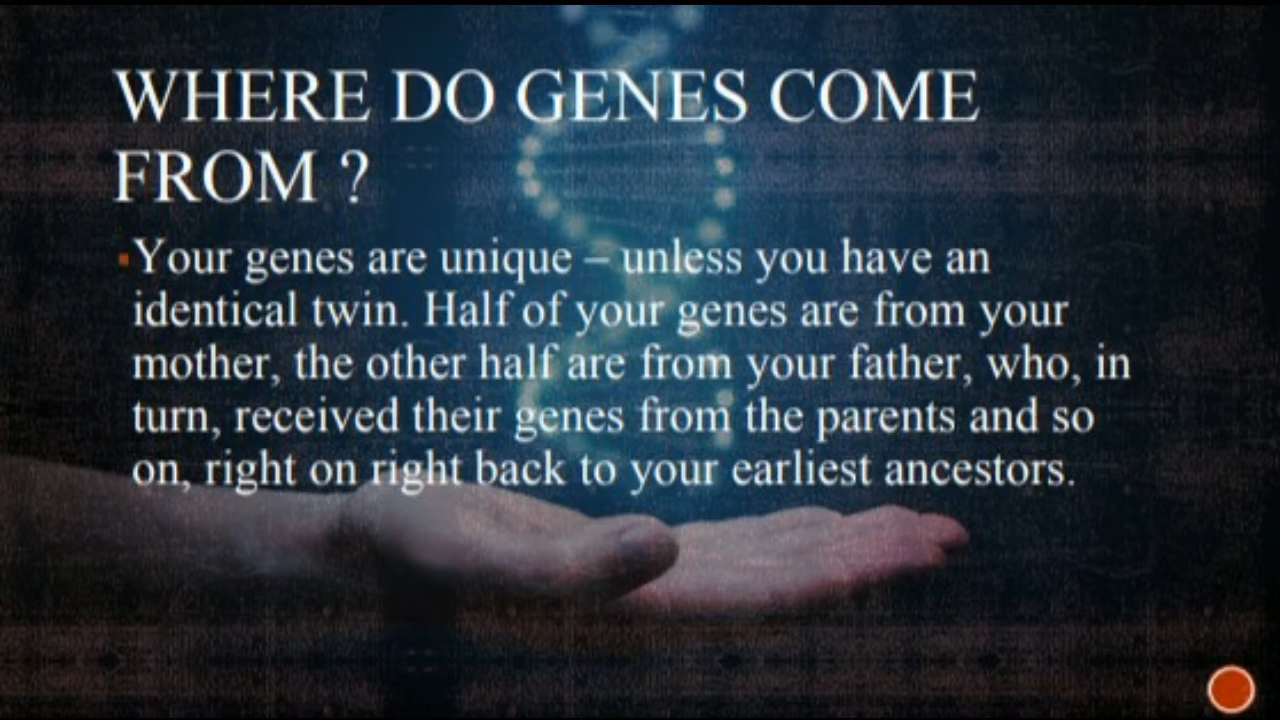 WHERE DO GENES COME
FROM ?
▪Your genes are unique – unless you have an
identical twin. Half of your genes are from your
mother, the other half are from your father, who, in
turn, received their genes from the parents and so
on, right on right back to your earliest ancestors.